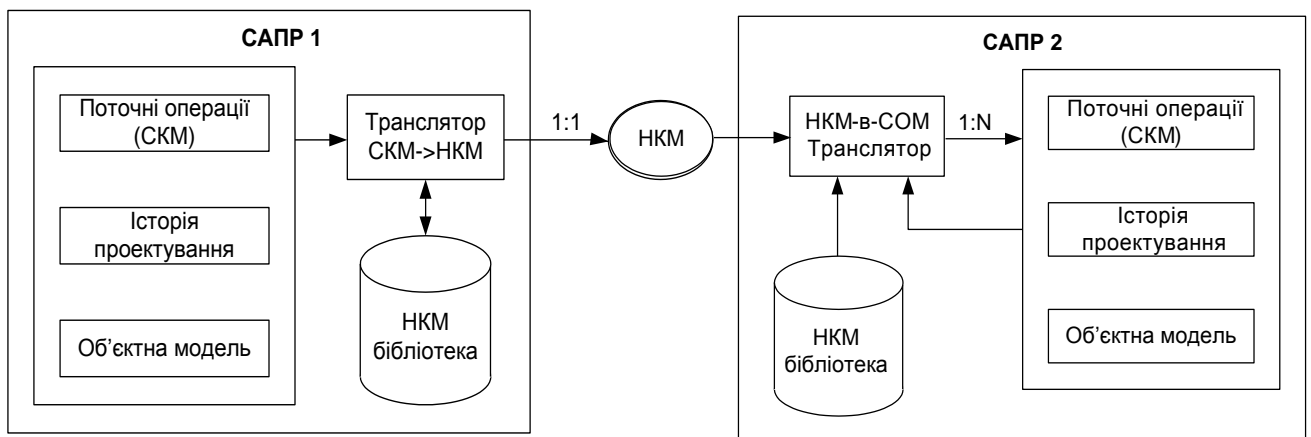 САПР 1
Поточні операції
(СКМ)
Історія
проектування
Об’єктна модель
Транслятор
СКМ->НКМ
1:1
НКМ
бібліотека
НКМ
САПР 2
НКМ-в-СОМ
Транслятор
1:N
НКМ
бібліотека
Поточні операції
(СКМ)
Історія
проектування
Об’єктна модель